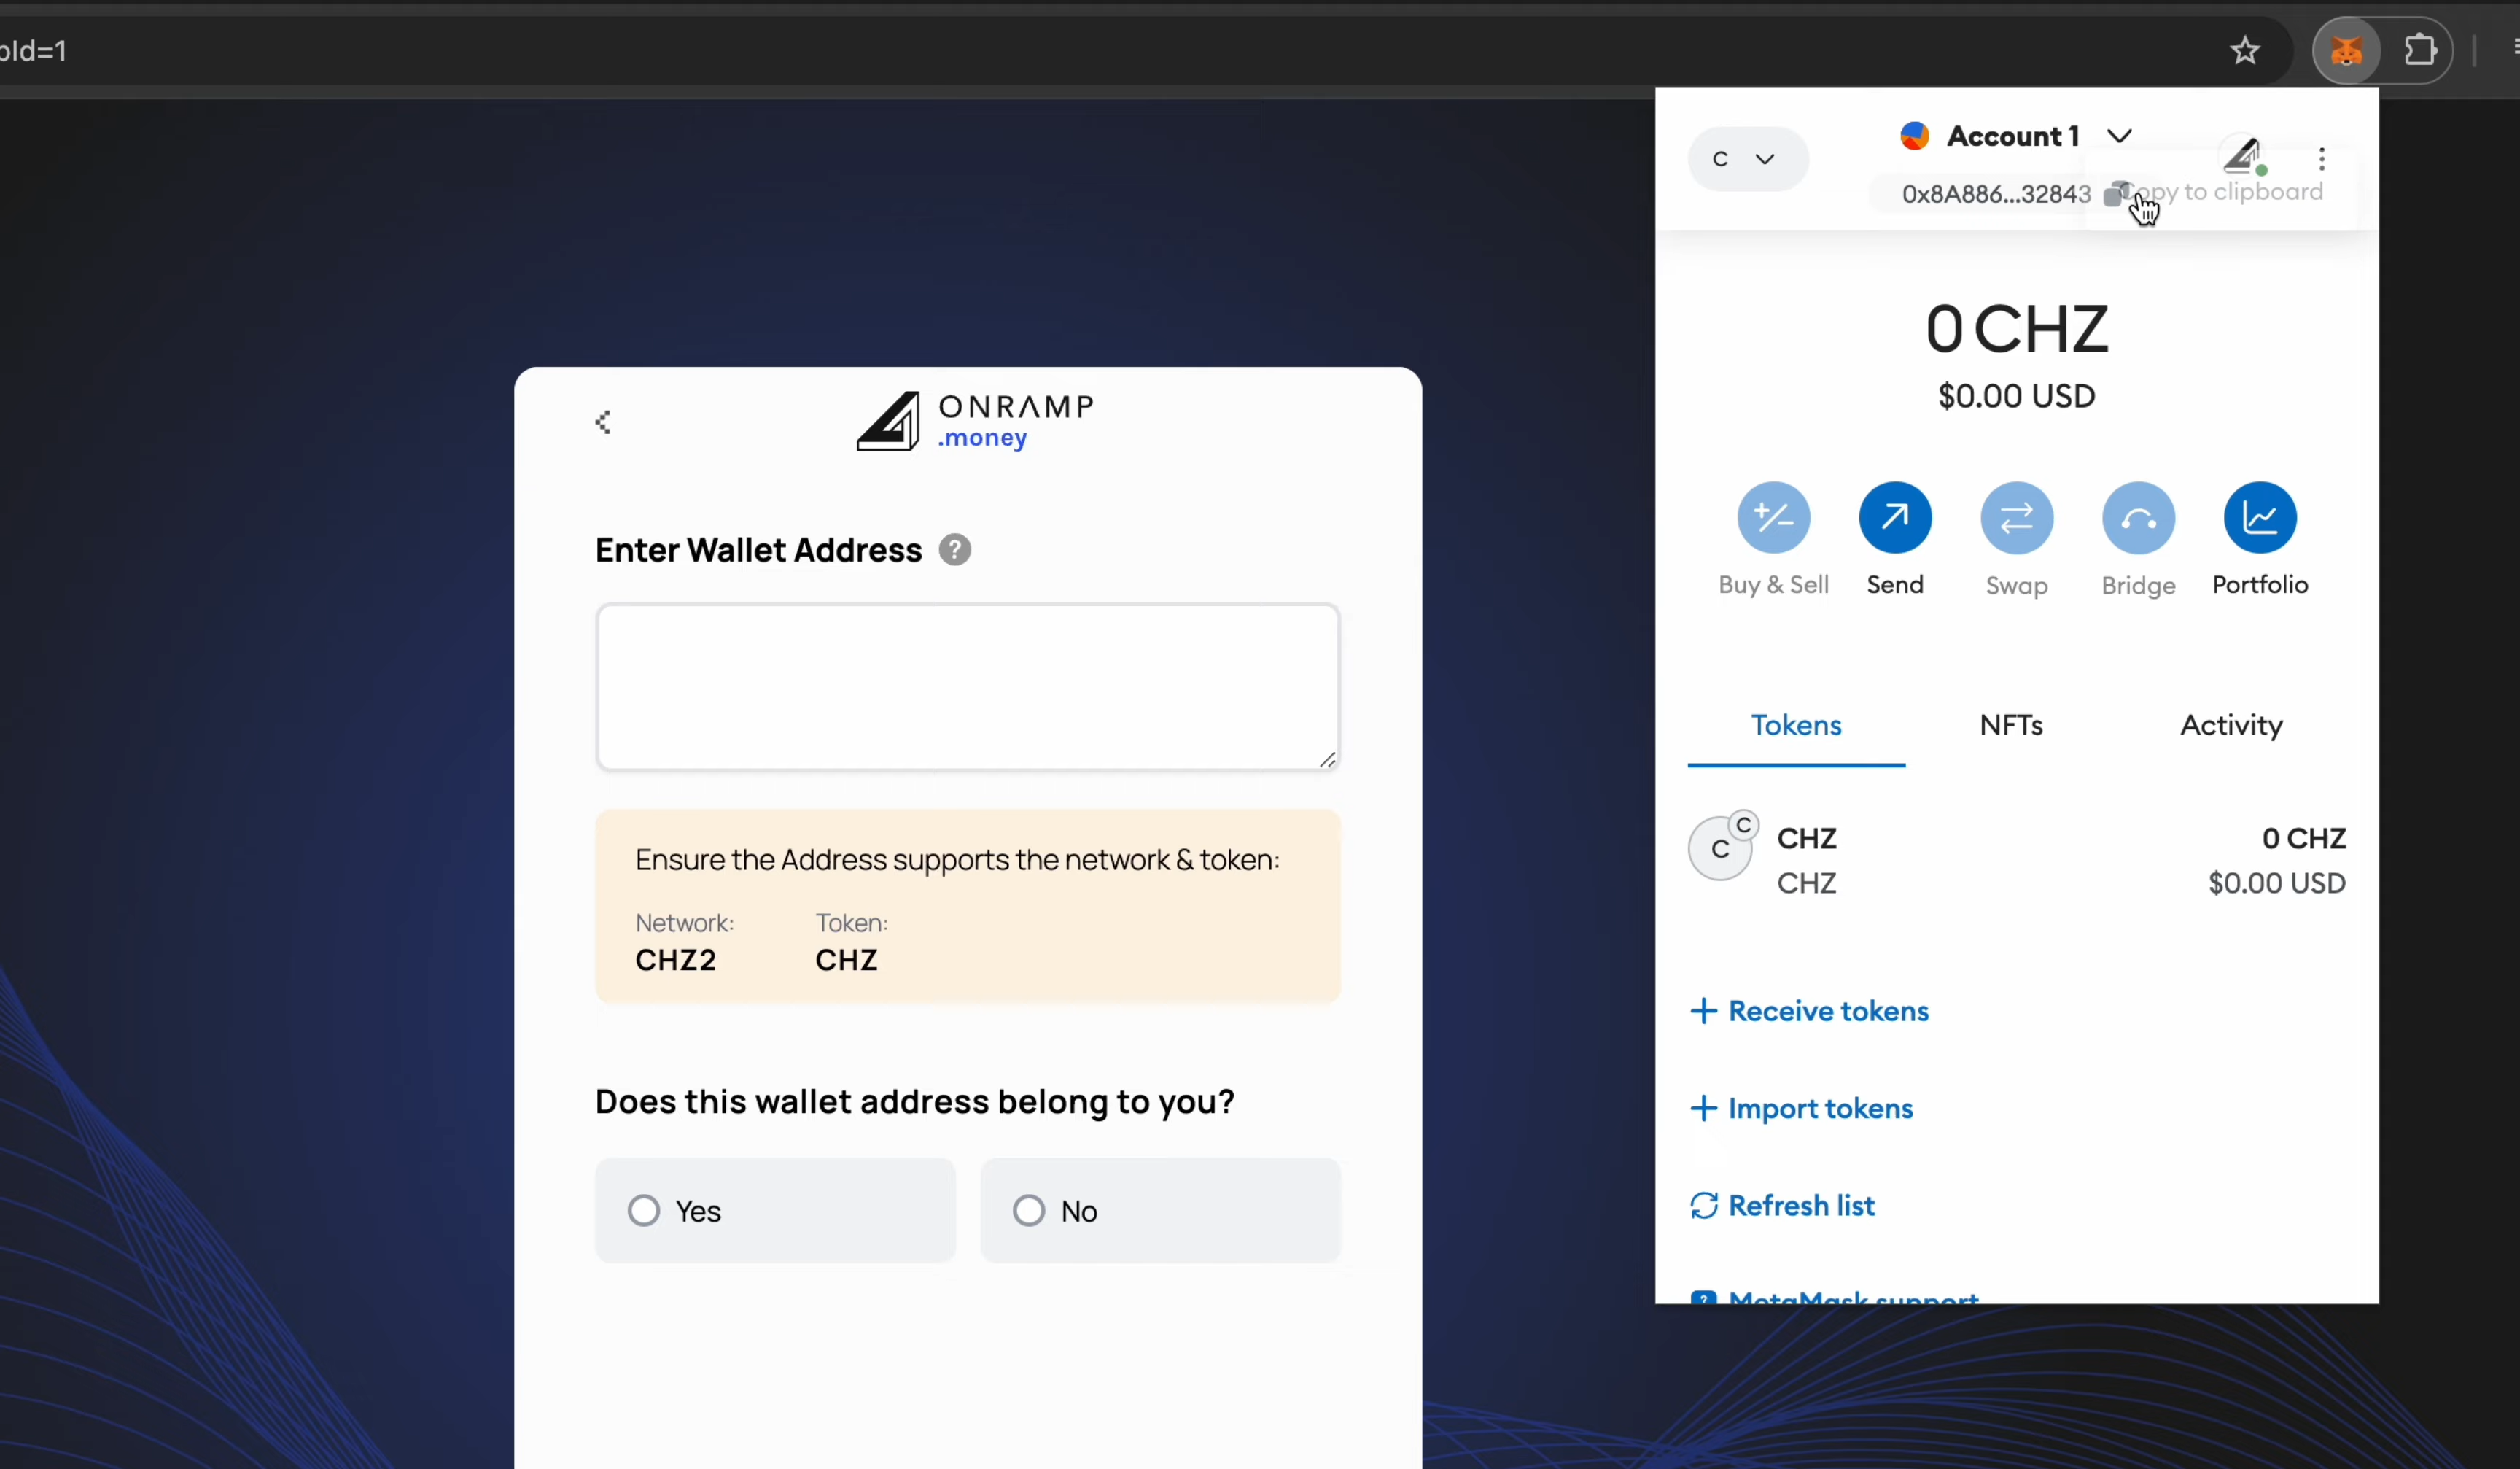 pId=1
C
Account 1
0x8A886...32843
Copy to clipboard
0 CHZ
$0.00 USD
Buy & Sell
Send
Swap
Bridge
Portfolio
Tokens
NFTs
Activity
C
C
CHZ
0 CHZ
CHZ
$0.00 USD
Receive tokens
Import tokens
Refresh list
MetaMask support
ONRAMP
.money
Enter Wallet Address ?
Ensure the Address supports the network & token:
Network:
Token:
CHZ2
CHZ
Does this wallet address belong to you?
Yes
No